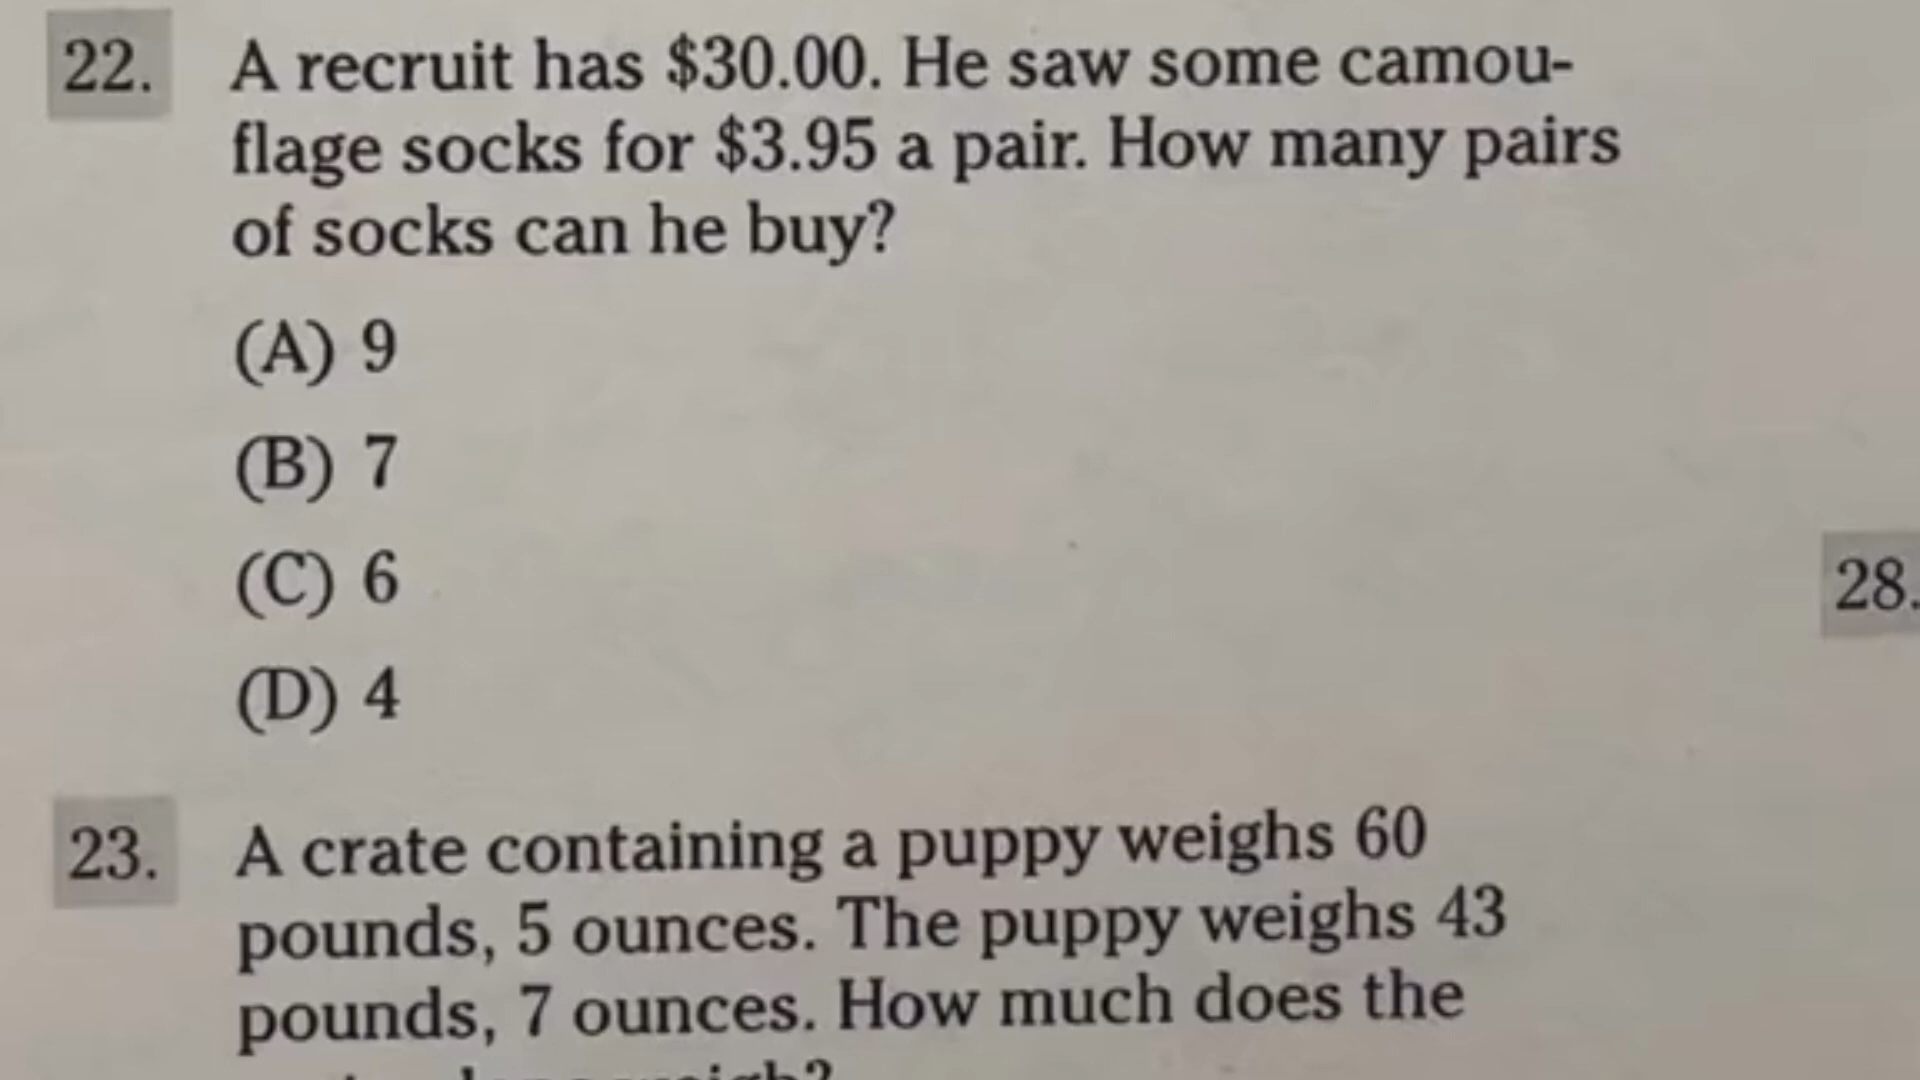 22. A recruit has $30.00. He saw some camou-
flage socks for $3.95 a pair. How many pairs
of socks can he buy?
(A) 9
(B) 7
(C) 6
(D) 4
28.
23. A crate containing a puppy weighs 60
pounds, 5 ounces. The puppy weighs 43
pounds, 7 ounces. How much does the
weigh?